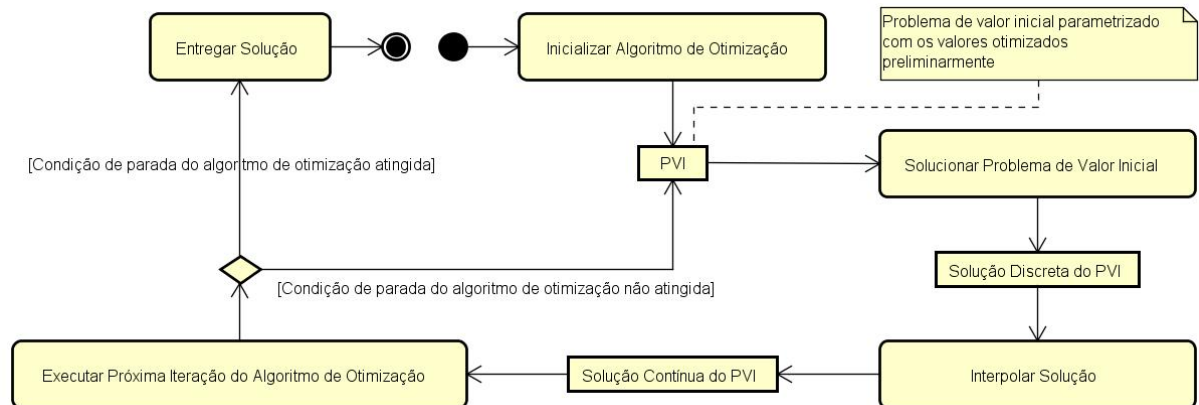 Entregar Solução
Inicializar Algoritmo de Otimização
Problema de valor inicial parametrizado
com os valores otimizados
preliminarmente
[Condição de parada do algoritmo de otimização atingida]
PVI
Solucionar Problema de Valor Inicial
Solução Discreta do PVI
[Condição de parada do algoritmo de otimização não atingida]
Executar Próxima Iteração do Algoritmo de Otimização
Solução Contínua do PVI
Interpolar Solução